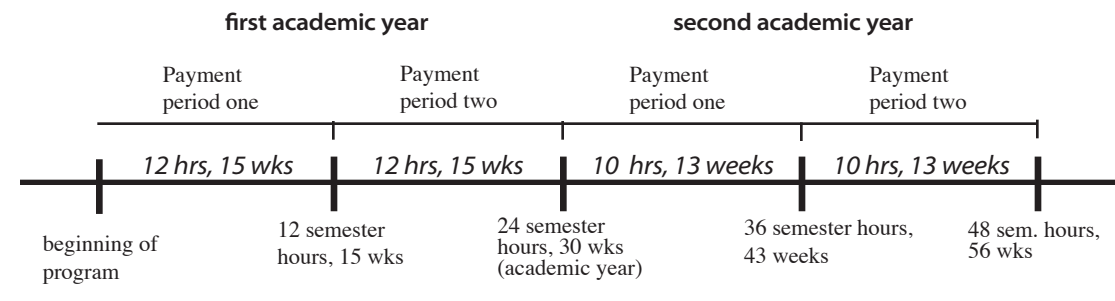 first academic year
second academic year
Payment
period one
Payment
period two
Payment
period one
Payment
period two
12 hrs, 15 wks
12 hrs, 15 wks
10 hrs, 13 weeks
10 hrs, 13 weeks
beginning of
program
12 semester
hours, 15 wks
24 semester
hours, 30 wks
(academic year)
36 semester hours,
43 weeks
48 sem. hours,
56 wks